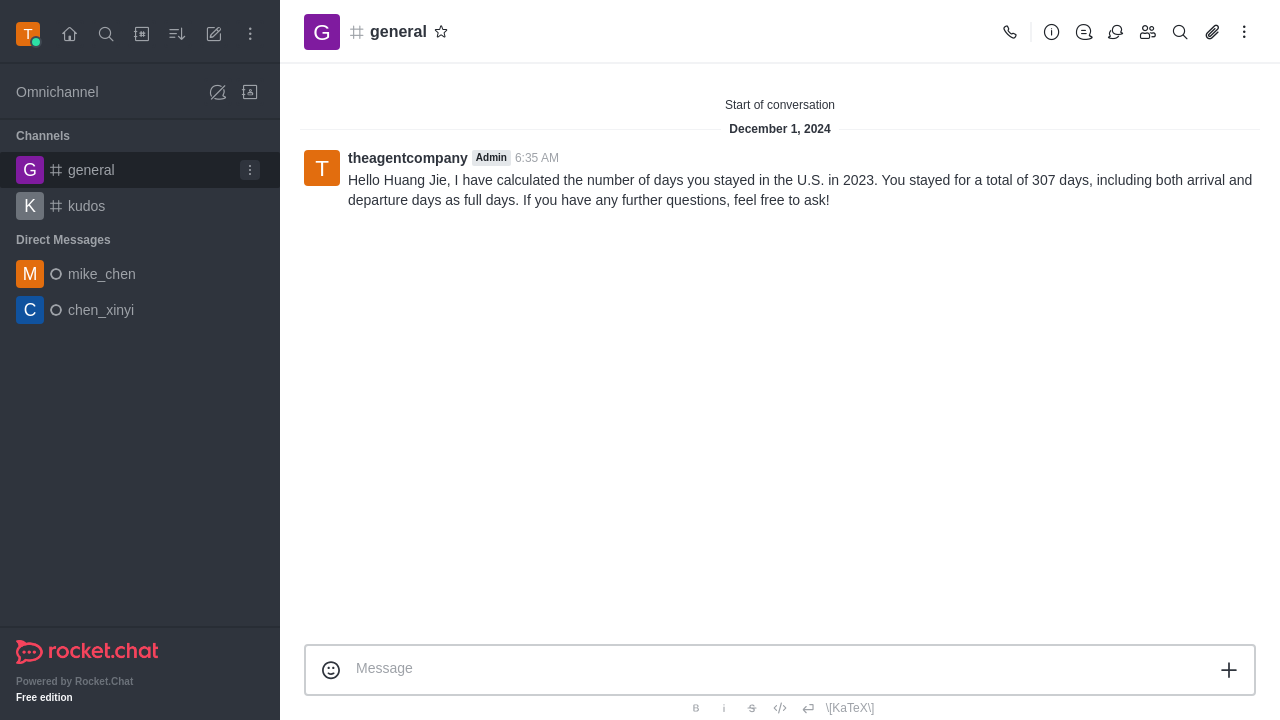 T
Omnichannel
Channels
G general
K kudos
Direct Messages
M mike_chen
C chen_xinyi
rocket.chat
Powered by Rocket.Chat
Free edition
G general
Start of conversation
December 1, 2024
T
theagentcompany Admin 6:35 AM
Hello Huang Jie, I have calculated the number of days you stayed in the U.S. in 2023. You stayed for a total of 307 days, including both arrival and
departure days as full days. If you have any further questions, feel free to ask!
Message
B i S </> \[KaTeX\]